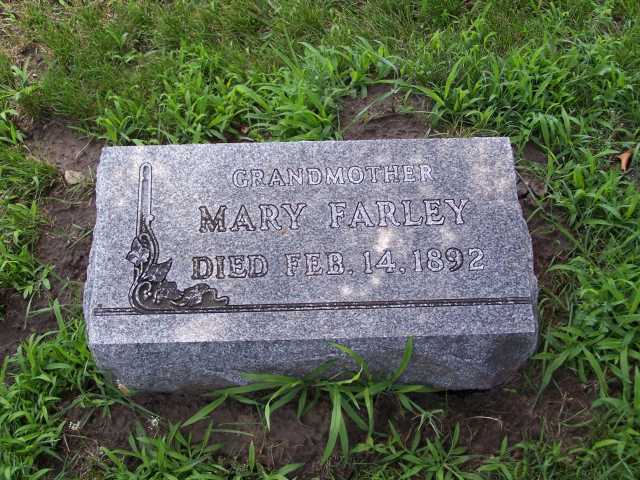 GRANDMOTHER
MARY FARLEY
DIED FEB. 14. 1892